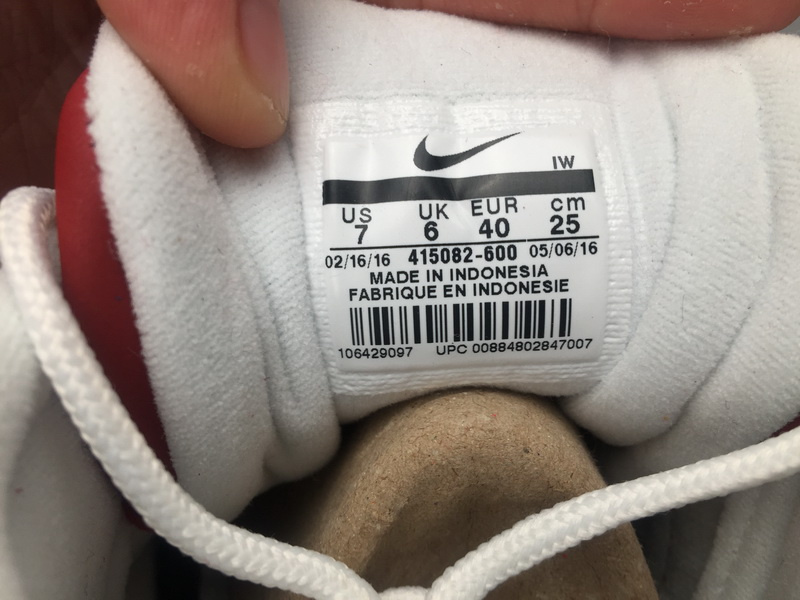 IW
US UK EUR cm
7 6 40 25
02/16/16 415082-600 05/06/16
MADE IN INDONESIA
FABRIQUE EN INDONESIE
106429097 UPC 00884802847007